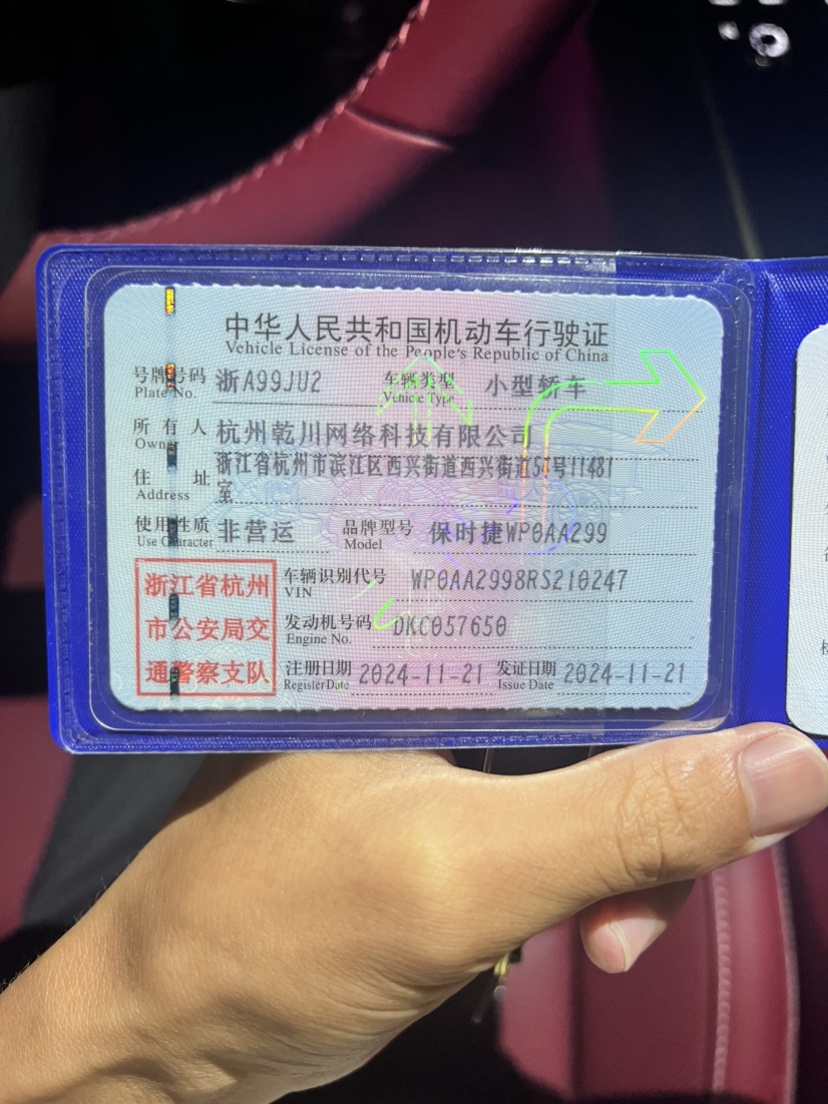 中华人民共和国机动车行驶证
Vehicle License of the People's Republic of China
号牌号码 浙A99JU2 车辆类型 小型轿车
Plate No. Vehicle Type
所有人 杭州乾川网络科技有限公司
Owner
住址 浙江省杭州市滨江区西兴街道西兴街道57号11481
Address 室
使用性质 非营运 品牌型号 保时捷WP0AA299
Use Character Model
浙江省杭州 车辆识别代号 WP0AA2998RS210247
VIN
市公安局交 发动机号码 DKC057650
Engine No.
通警察支队 注册日期 2024-11-21 发证日期 2024-11-21
Register Date Issue Date